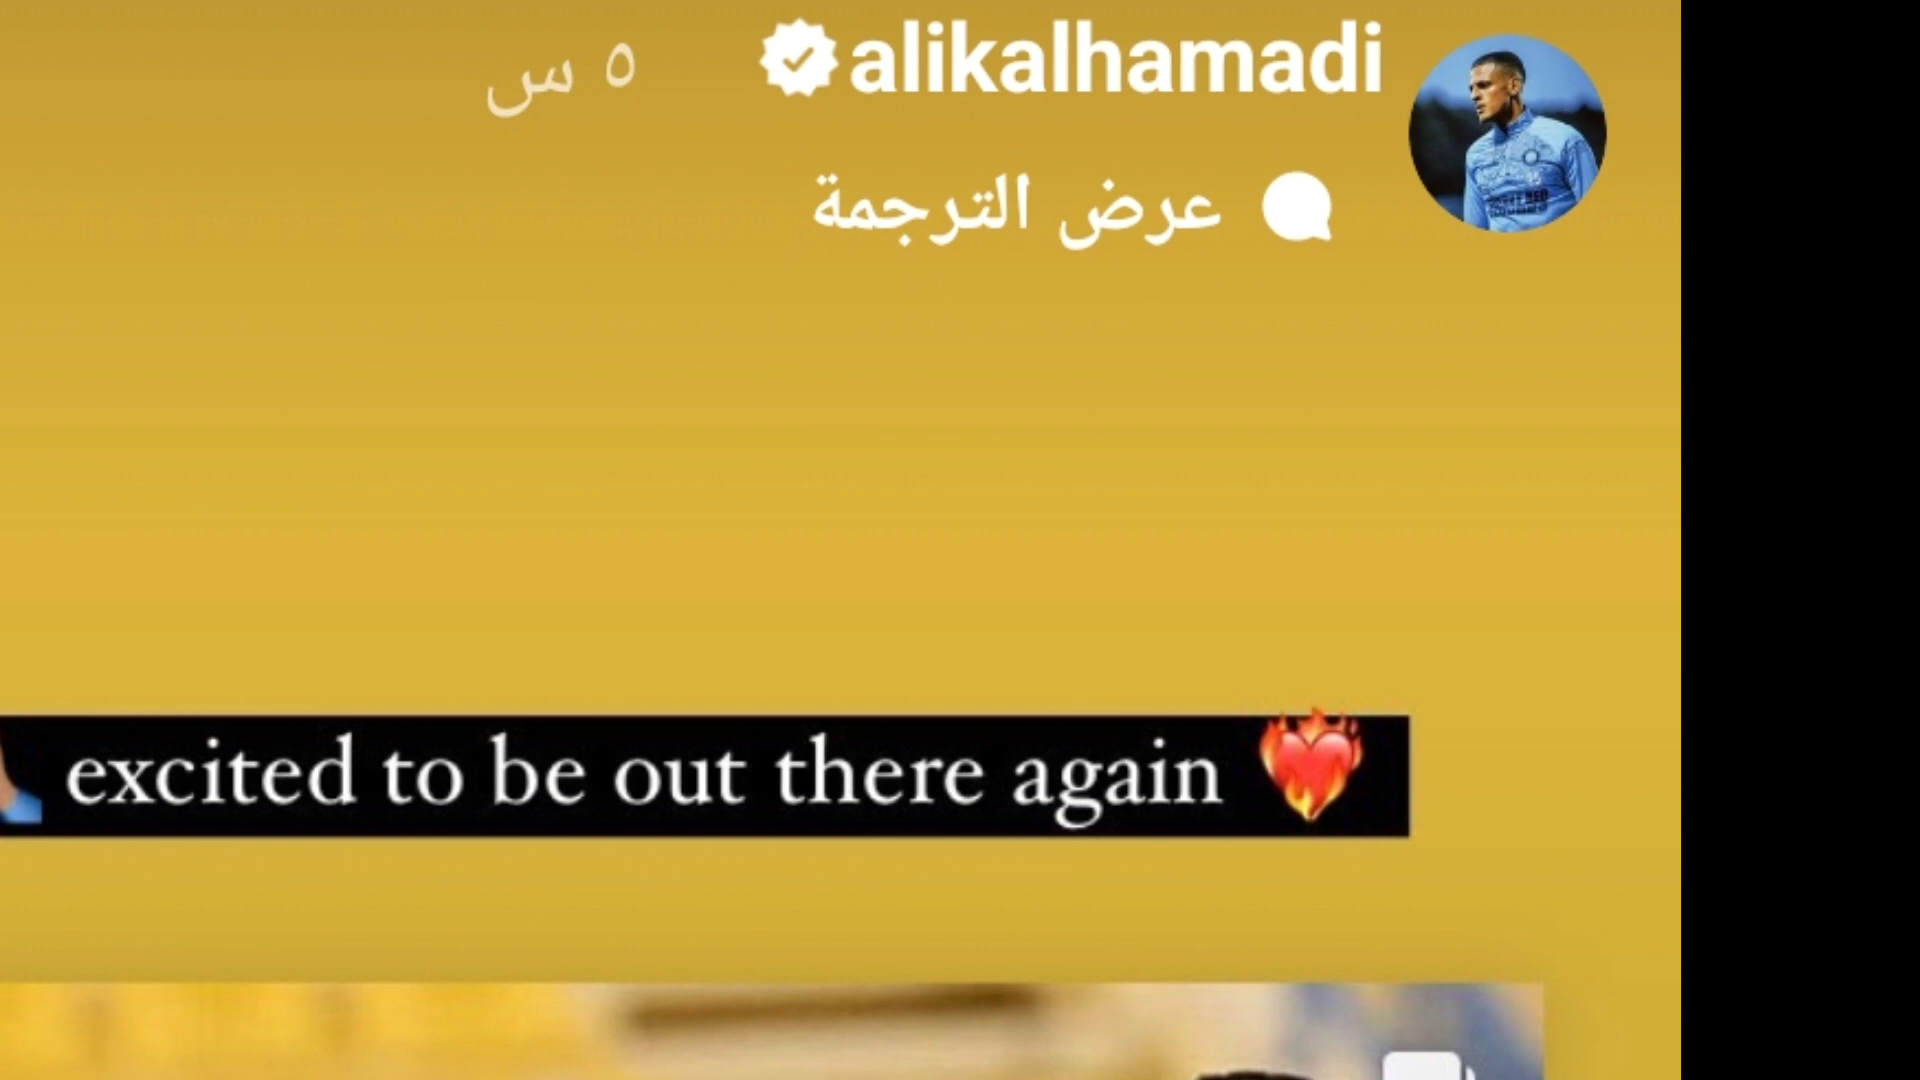 alikalhamadi ٥ س
عرض الترجمة
excited to be out there again ❤️‍🔥